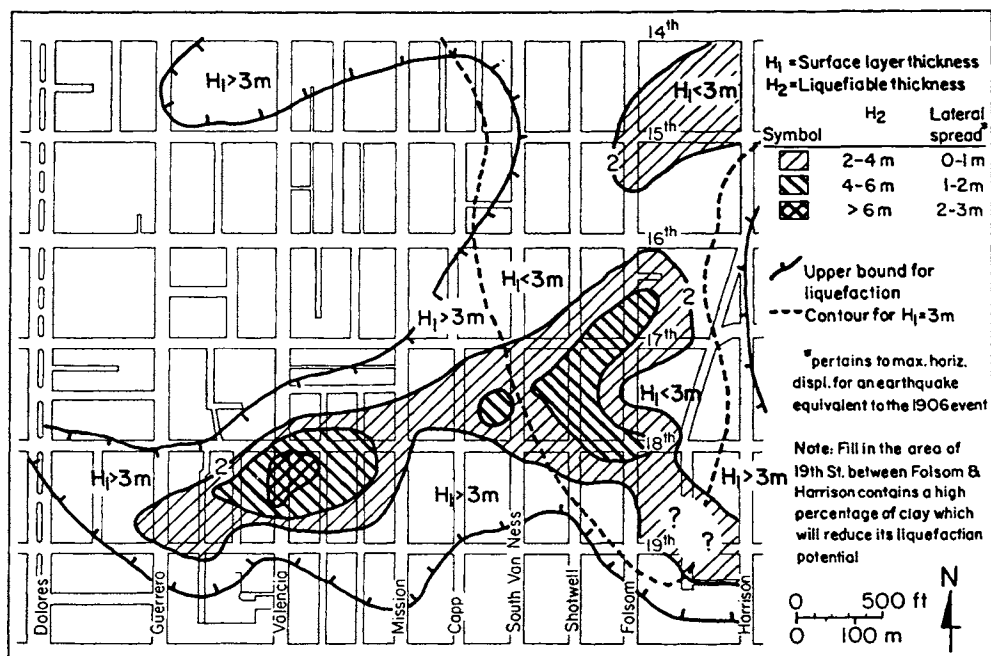 14th
H1>3m
H1<3m
15th
2
16th
H1<3m
H1>3m
2
17th
H1<3m
18th
2
H1>3m
H1>3m
H1>3m
?
?
19th
Dolores
Guerrero
Valencia
Mission
Capp
South Van Ness
Shotwell
Folsom
Harrison
H1=Surface layer thickness
H2=Liquefiable thickness
Symbol H2 Lateral spread*
2-4 m 0-1m
4-6 m 1-2m
>6m 2-3m
Upper bound for
liquefaction
Contour for H1=3m
*pertains to max. horiz.
displ. for an earthquake
equivalent to the 1906 event
Note: Fill in the area of
19th St. between Folsom &
Harrison contains a high
percentage of clay which
will reduce its liquefaction
potential
N
0 500 ft
0 100 m